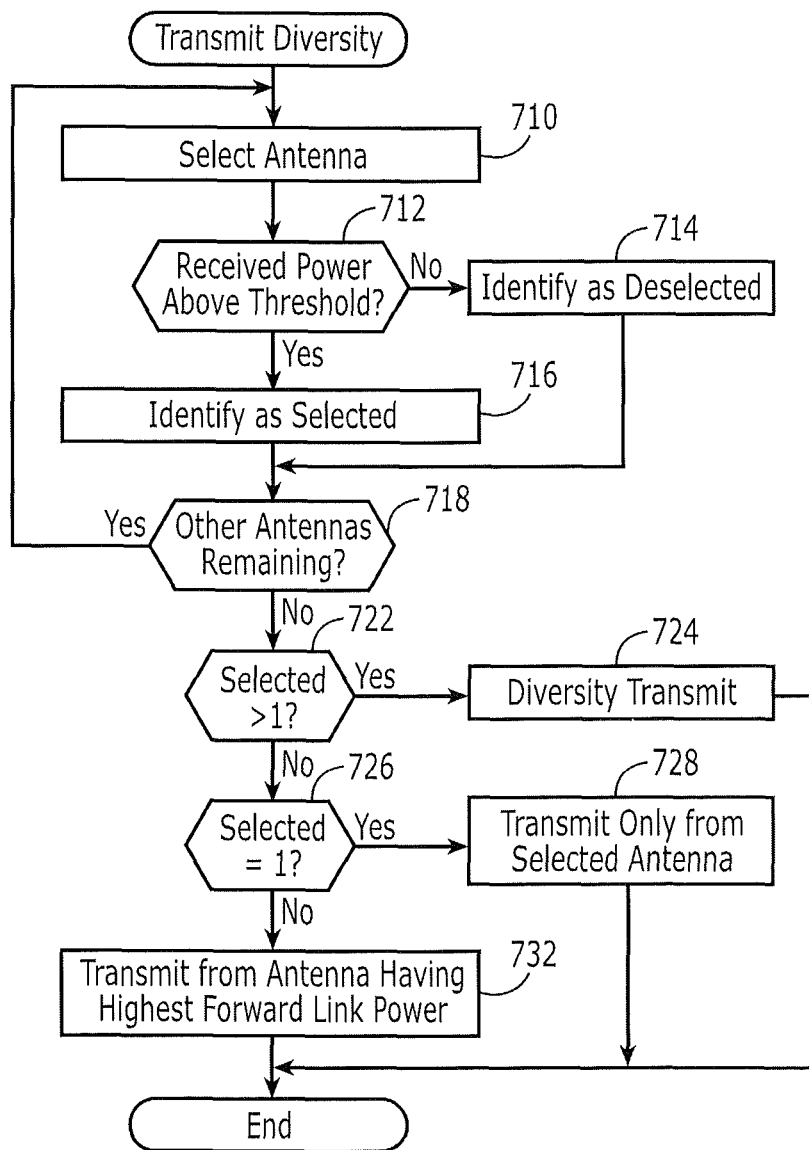 Transmit Diversity
710
Select Antenna
712
714
Received Power
Above Threshold?
No
Identify as Deselected
Yes
716
Identify as Selected
718
Yes
Other Antennas
Remaining?
No
722
724
Selected
>1?
Yes
Diversity Transmit
No
726
728
Selected
= 1?
Yes
Transmit Only from
Selected Antenna
No
732
Transmit from Antenna Having
Highest Forward Link Power
End